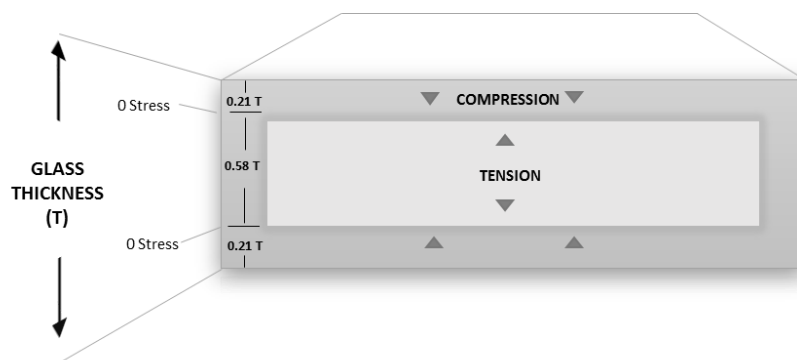 0.21 T
COMPRESSION
0 Stress
0.58 T
GLASS
THICKNESS
(T)
TENSION
0 Stress
0.21 T